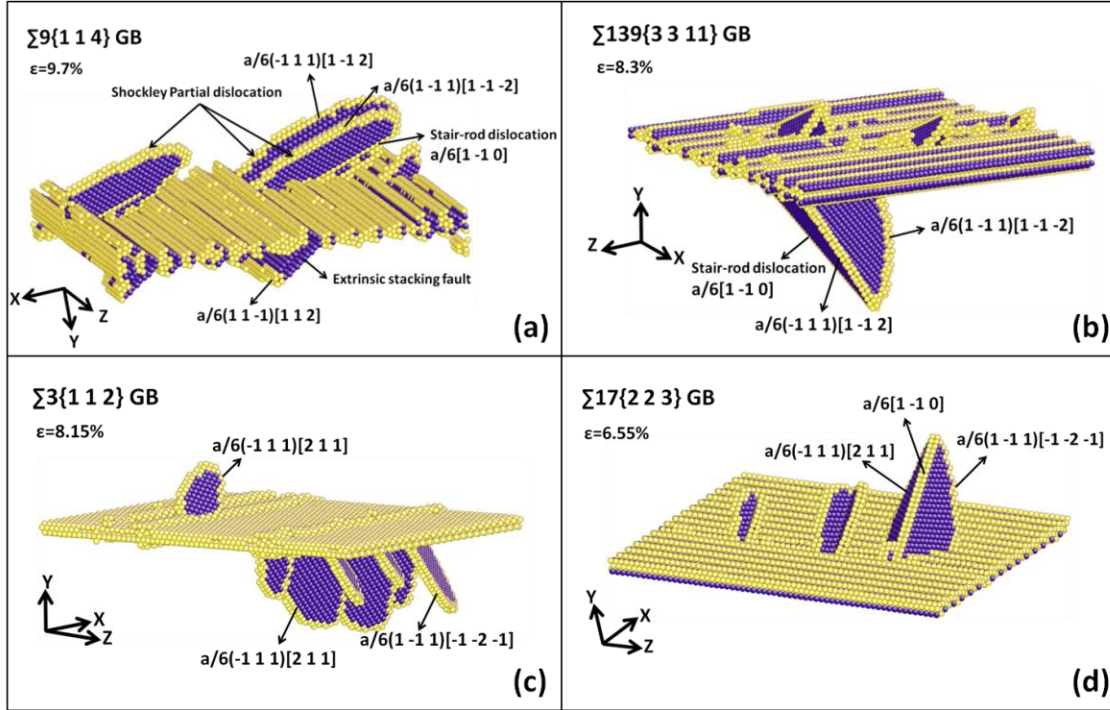 ∑9{1 1 4} GB
ε=9.7%
a/6(-1 1 1)[1 -1 2]
a/6(1 -1 1)[1 -1 -2]
Shockley Partial dislocation
Stair-rod dislocation
a/6[1 -1 0]
Extrinsic stacking fault
a/6(1 1 -1)[1 1 2]
X
Y
Z
(a)
∑139{3 3 11} GB
ε=8.3%
Y
Z
X
a/6(1 -1 1)[1 -1 -2]
Stair-rod dislocation
a/6[1 -1 0]
a/6(-1 1 1)[1 -1 2]
(b)
∑3{1 1 2} GB
ε=8.15%
a/6(-1 1 1)[2 1 1]
Y
X
Z
a/6(-1 1 1)[2 1 1]
a/6(1 -1 1)[-1 -2 -1]
(c)
∑17{2 2 3} GB
ε=6.55%
a/6[1 -1 0]
a/6(-1 1 1)[2 1 1]
a/6(1 -1 1)[-1 -2 -1]
Y
X
Z
(d)